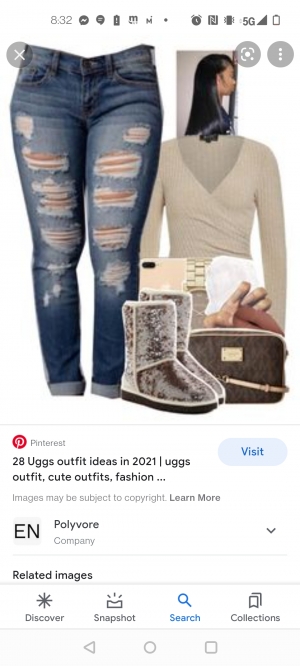 8:32
5G
Pinterest
28 Uggs outfit ideas in 2021 | uggs
outfit, cute outfits, fashion ...
Visit
Images may be subject to copyright. Learn More
EN
Polyvore
Company
Related images
Discover
Snapshot
Search
Collections